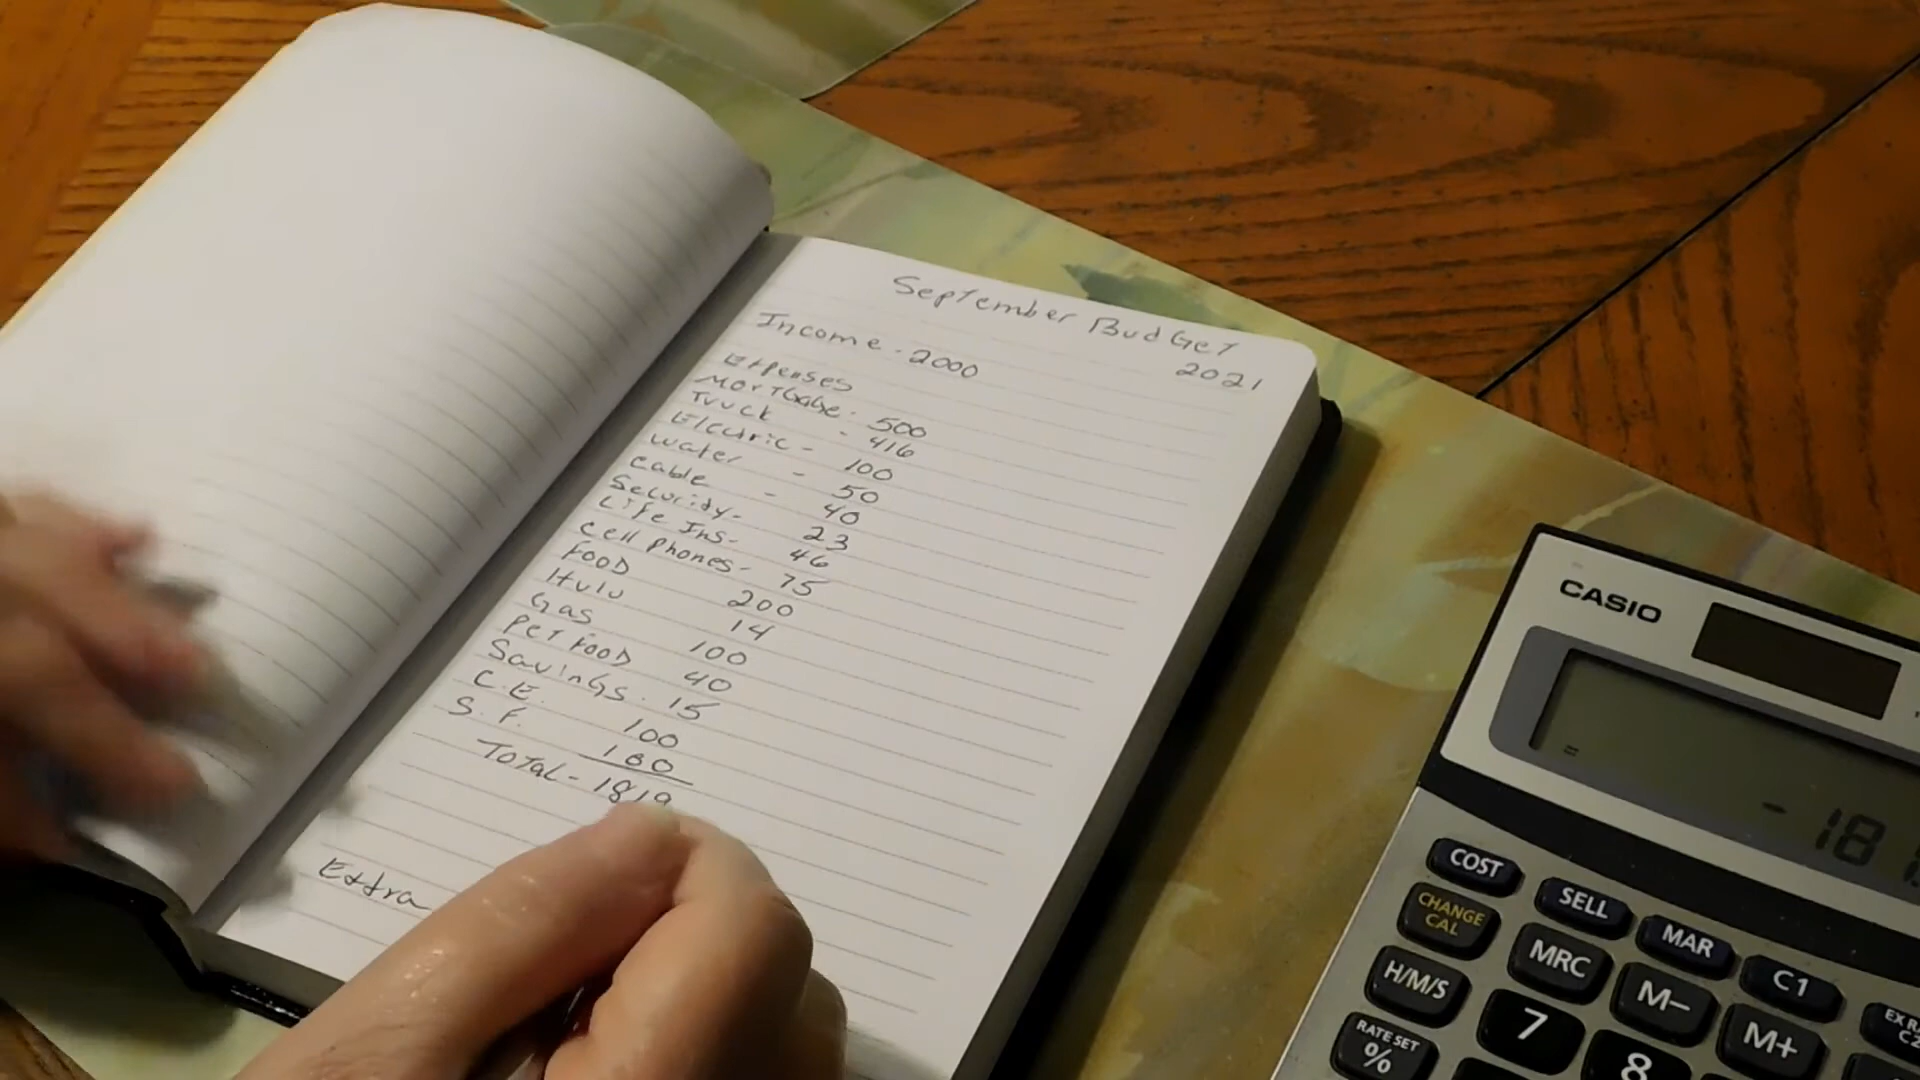 September Budget
2021
Income - 2000
Expenses
Mortgage - 500
Truck - 416
Electric - 100
Water - 50
Cable - 40
Security - 23
Life Ins - 46
Cell Phones - 75
Food 200
Hulu 14
Gas 100
Pet Food 40
Savings - 15
C.E. 100
S.F. 100
Total - 1819
Extra
CASIO
= - 18
COST
SELL
MAR
C1
CHANGE CAL
MRC
M−
M+
H/M/S
7
8
RATE SET
%